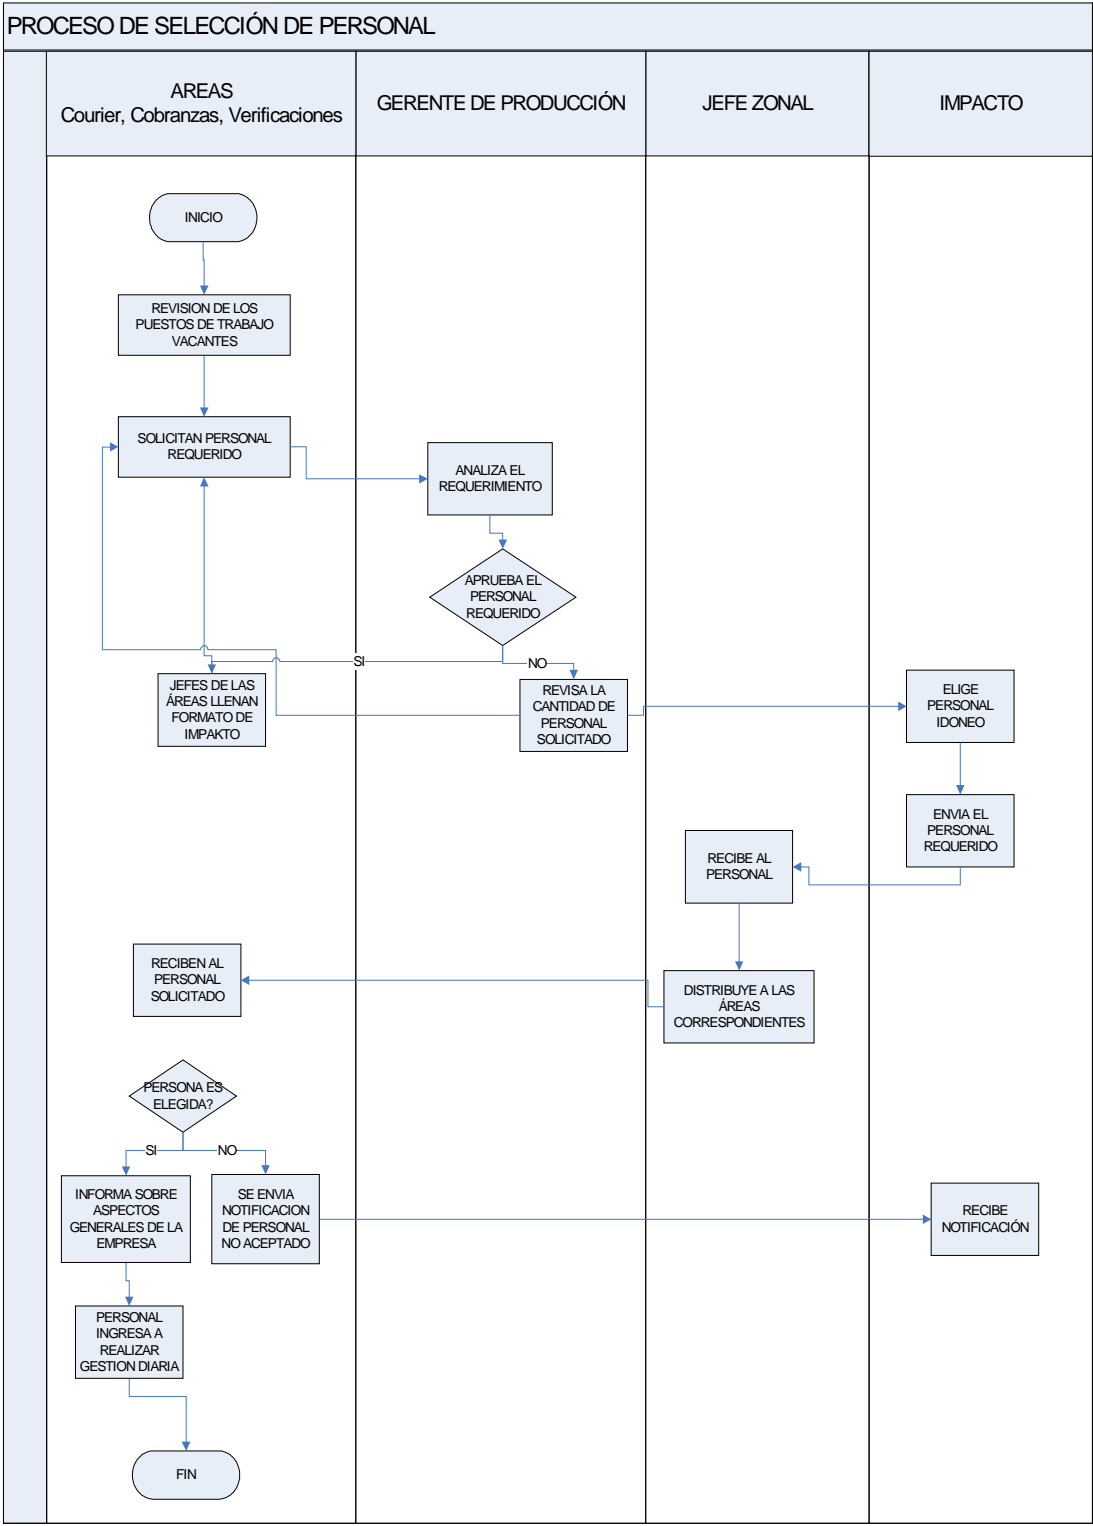 PROCESO DE SELECCIÓN DE PERSONAL
AREAS
Courier, Cobranzas, Verificaciones
GERENTE DE PRODUCCIÓN
JEFE ZONAL
IMPACTO
INICIO
REVISION DE LOS
PUESTOS DE TRABAJO
VACANTES
SOLICITAN PERSONAL
REQUERIDO
ANALIZA EL
REQUERIMIENTO
APRUEBA EL
PERSONAL
REQUERIDO
SI
NO
JEFES DE LAS
ÁREAS LLENAN
FORMATO DE
IMPAKTO
REVISA LA
CANTIDAD DE
PERSONAL
SOLICITADO
ELIGE
PERSONAL
IDONEO
ENVIA EL
PERSONAL
REQUERIDO
RECIBE AL
PERSONAL
RECIBEN AL
PERSONAL
SOLICITADO
DISTRIBUYE A LAS
ÁREAS
CORRESPONDIENTES
PERSONA ES
ELEGIDA?
SI
NO
INFORMA SOBRE
ASPECTOS
GENERALES DE LA
EMPRESA
SE ENVIA
NOTIFICACION
DE PERSONAL
NO ACEPTADO
RECIBE
NOTIFICACIÓN
PERSONAL
INGRESA A
REALIZAR
GESTION DIARIA
FIN